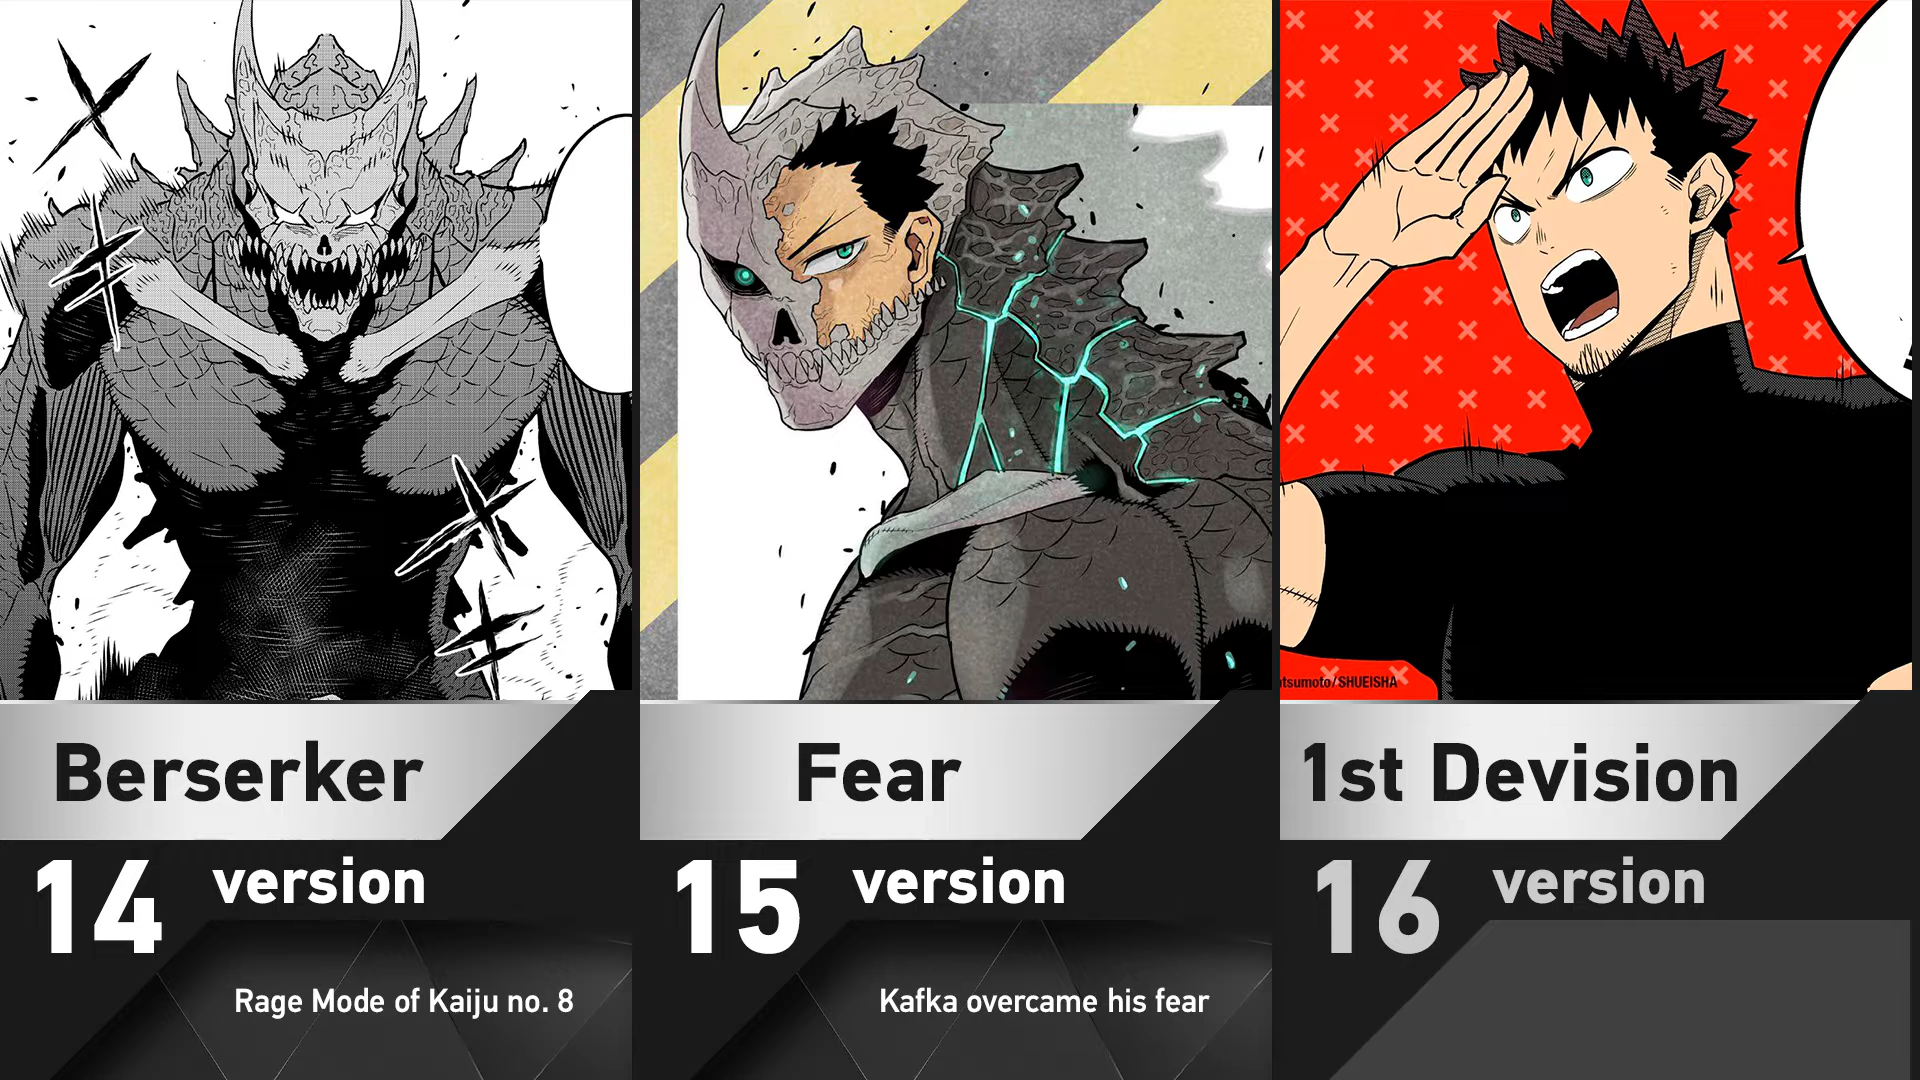 atsumoto/SHUEISHA
Berserker
14 version
Rage Mode of Kaiju no. 8
Fear
15 version
Kafka overcame his fear
1st Devision
16 version